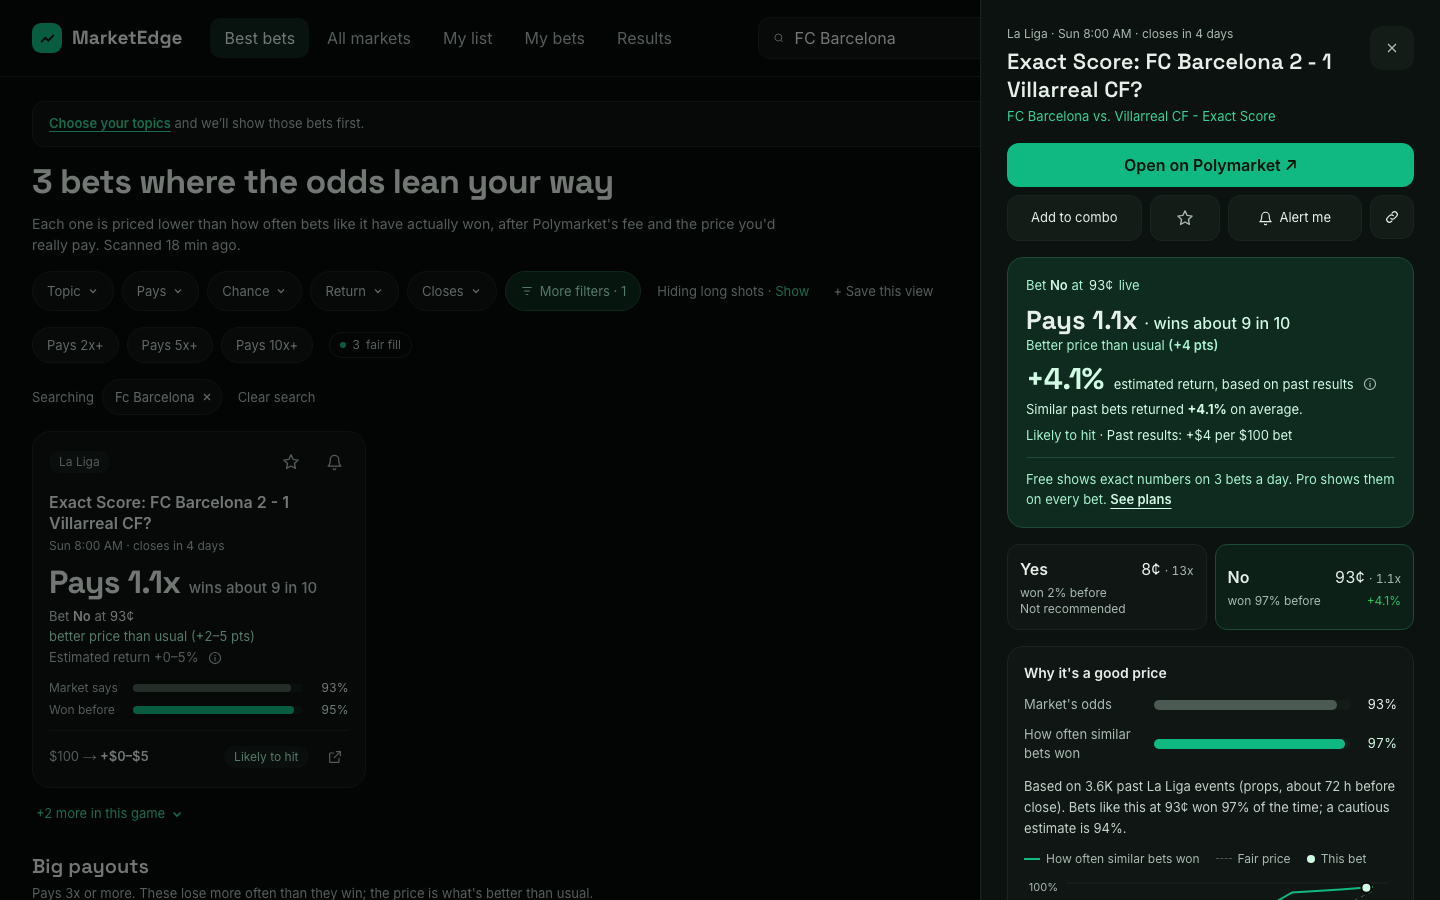 MarketEdge
Best bets
All markets
My list
My bets
Results
FC Barcelona
Choose your topics and we'll show those bets first.
3 bets where the odds lean your way
Each one is priced lower than how often bets like it have actually won, after Polymarket's fee and the price you'd
really pay. Scanned 18 min ago.
Topic
Pays
Chance
Return
Closes
More filters · 1
Hiding long shots · Show
+ Save this view
Pays 2x+
Pays 5x+
Pays 10x+
3 fair fill
Searching
Fc Barcelona ×
Clear search
La Liga
Exact Score: FC Barcelona 2 - 1
Villarreal CF?
Sun 8:00 AM · closes in 4 days
Pays 1.1x wins about 9 in 10
Bet No at 93¢
better price than usual (+2–5 pts)
Estimated return +0–5%
Market says 93%
Won before 95%
$100 → +$0–$5
Likely to hit
+2 more in this game
Big payouts
Pays 3x or more. These lose more often than they win; the price is what's better than usual.
La Liga · Sun 8:00 AM · closes in 4 days
Exact Score: FC Barcelona 2 - 1
Villarreal CF?
FC Barcelona vs. Villarreal CF - Exact Score
×
Open on Polymarket ↗
Add to combo
Alert me
Bet No at 93¢ live
Pays 1.1x · wins about 9 in 10
Better price than usual (+4 pts)
+4.1% estimated return, based on past results
Similar past bets returned +4.1% on average.
Likely to hit · Past results: +$4 per $100 bet
Free shows exact numbers on 3 bets a day. Pro shows them
on every bet. See plans
Yes 8¢ · 13x
won 2% before
Not recommended
No 93¢ · 1.1x
won 97% before +4.1%
Why it's a good price
Market's odds 93%
How often similar
bets won 97%
Based on 3.6K past La Liga events (props, about 72 h before
close). Bets like this at 93¢ won 97% of the time; a cautious
estimate is 94%.
How often similar bets won
Fair price
This bet
100%